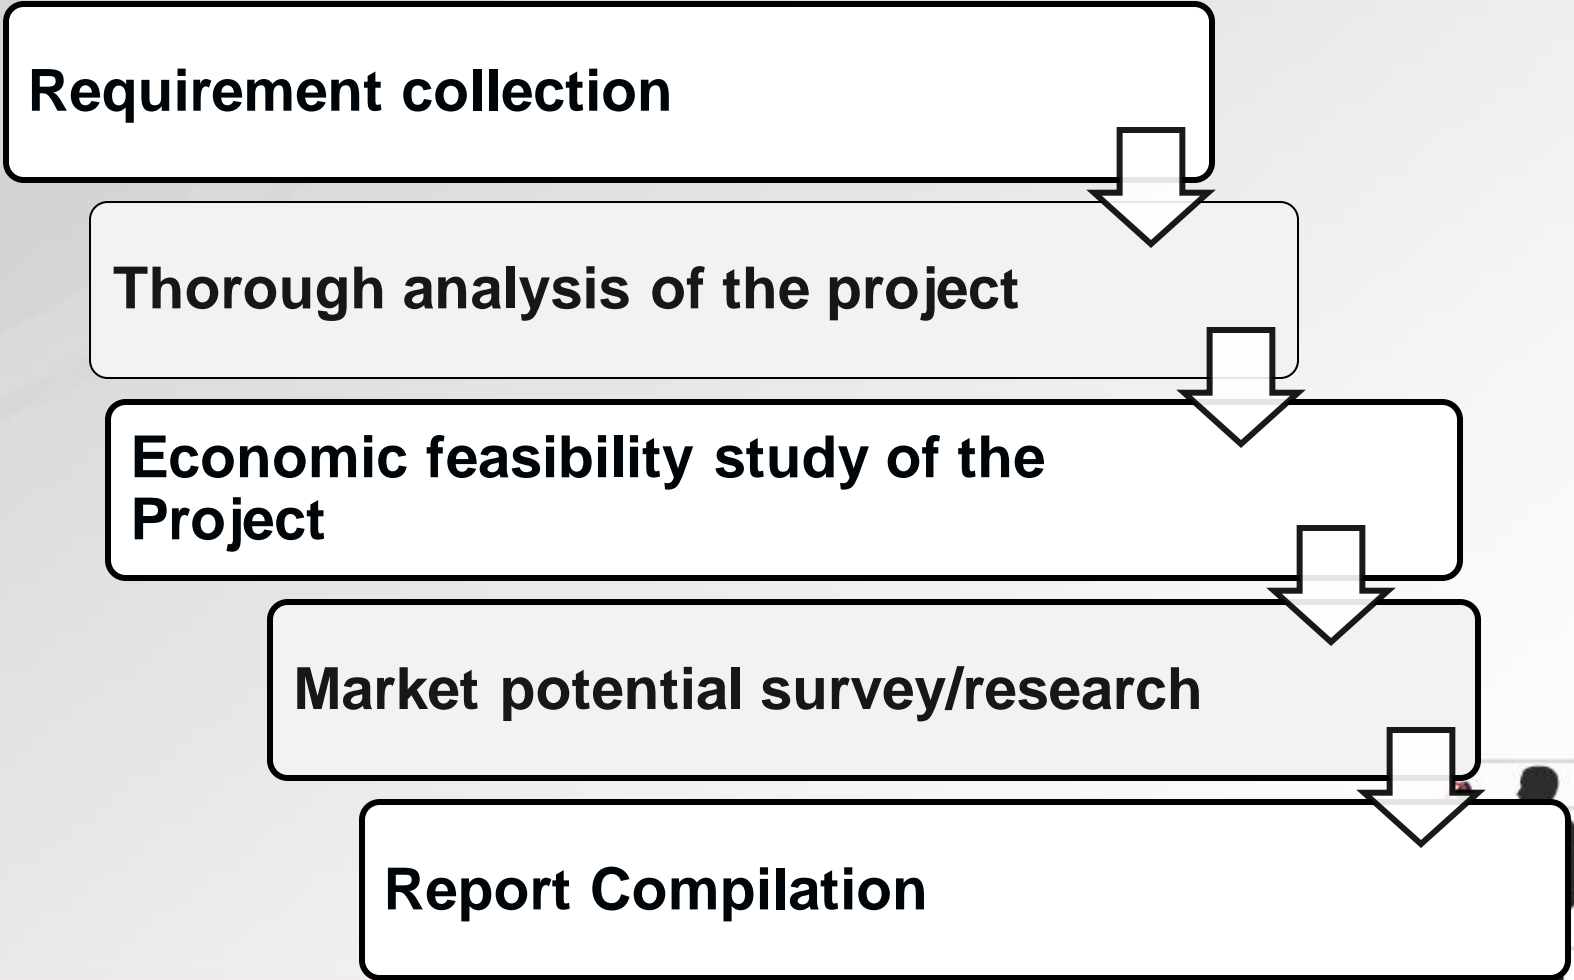 Requirement collection
Thorough analysis of the project
Economic feasibility study of the
Project
Market potential survey/research
Report Compilation